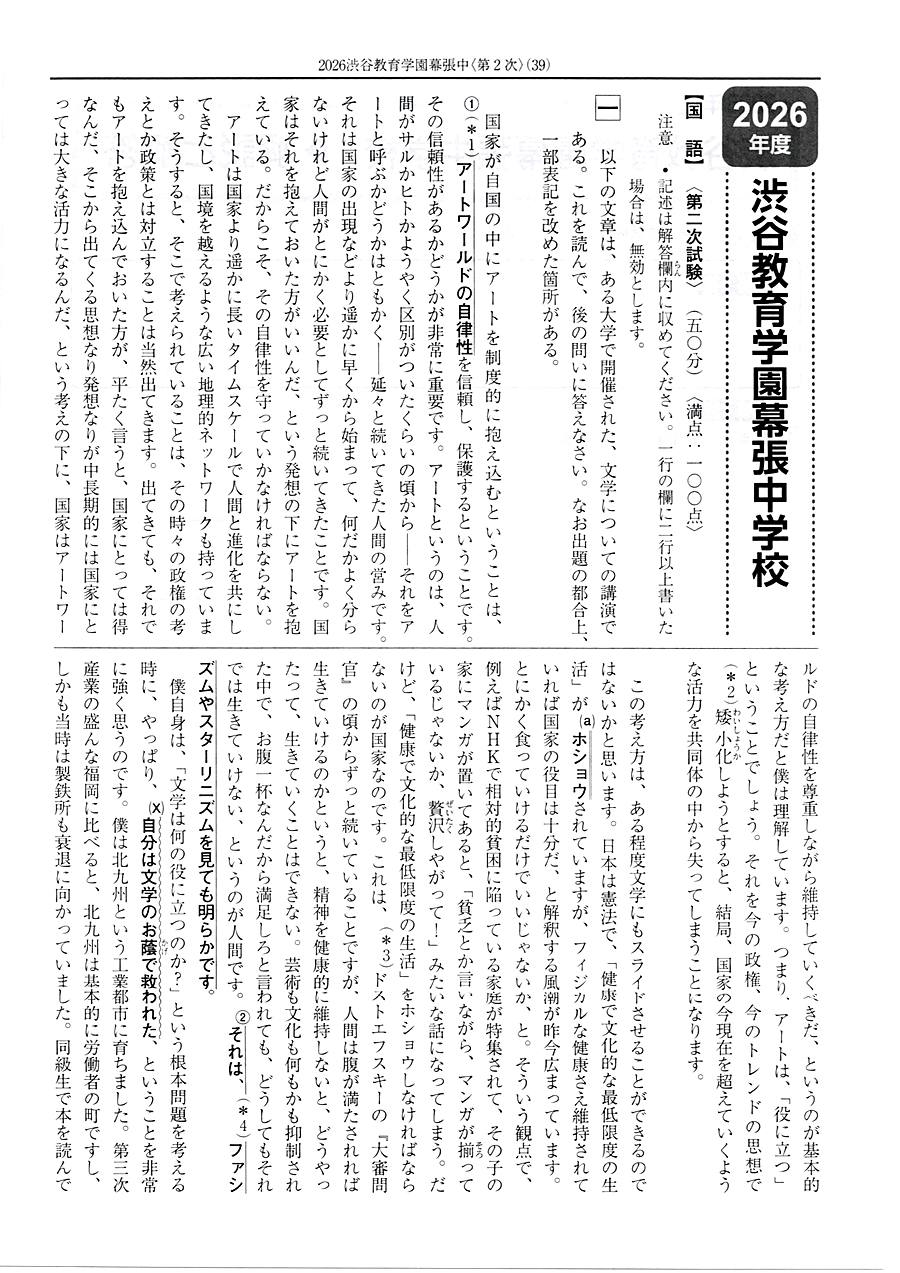 2026渋谷教育学園幕張中〈第2次〉(39)
2026年度
渋谷教育学園幕張中学校
【国語】〈第二次試験〉（五〇分）〈満点：一〇〇点〉
注意・記述は解答欄内に収めてください。一行の欄に二行以上書いた
場合は、無効とします。
一　以下の文章は、ある大学で開催された、文学についての講演で
ある。これを読んで、後の問いに答えなさい。なお出題の都合上、
一部表記を改めた箇所がある。
国家が自国の中にアートを制度的に抱え込むということは、
①(＊1)アートワールドの自律性を信頼し、保護するということです。
その信頼性があるかどうかが非常に重要です。アートというのは、人
間がサルかヒトかようやく区別がついたくらいの頃から――それをア
ートと呼ぶかどうかはともかく――延々と続いてきた人間の営みです。
それは国家の出現などより遥かに早くから始まって、何だかよく分ら
ないけれど人間がとにかく必要としてずっと続いてきたことです。国
家はそれを抱えておいた方がいいんだ、という発想の下にアートを抱
えている。だからこそ、その自律性を守っていかなければならない。
アートは国家より遥かに長いタイムスケールで人間と進化を共にし
てきたし、国境を越えるような広い地理的ネットワークも持っていま
す。そうすると、そこで考えられていることは、その時々の政権の考
えとか政策とは対立することは当然出てきます。出てきても、それで
もアートを抱え込んでおいた方が、平たく言うと、国家にとっては得
なんだ、そこから出てくる思想なり発想なりが中長期的には国家にと
っては大きな活力になるんだ、という考えの下に、国家はアートワー
ルドの自律性を尊重しながら維持していくべきだ、というのが基本的
な考え方だと僕は理解しています。つまり、アートは、「役に立つ」
ということでしょう。それを今の政権、今のトレンドの思想で
(＊2)矮小化しようとすると、結局、国家の今現在を超えていくよう
な活力を共同体の中から失ってしまうことになります。
この考え方は、ある程度文学にもスライドさせることができるので
はないかと思います。日本は憲法で、「健康で文化的な最低限度の生
活」が(a)ホショウされていますが、フィジカルな健康さえ維持されて
いれば国家の役目は十分だ、と解釈する風潮が昨今広まっています。
とにかく食っていけるだけでいいじゃないか、と。そういう観点で、
例えばNHKで相対的貧困に陥っている家庭が特集されて、その子の
家にマンガが置いてあると、「貧乏とか言いながら、マンガが揃って
いるじゃないか、贅沢しやがって！」みたいな話になってしまう。だ
けど、「健康で文化的な最低限度の生活」をホショウしなければなら
ないのが国家なのです。これは、(＊3)ドストエフスキーの『大審問
官』の頃からずっと続いていることですが、人間は腹が満たされれば
生きていけるのかというと、精神を健康的に維持しないと、どうやっ
たって、生きていくことはできない。芸術も文化も何もかも抑制され
た中で、お腹一杯なんだから満足しろと言われても、どうしてもそれ
では生きていけない、というのが人間です。②それは、(＊4)ファシ
ズムやスターリニズムを見ても明らかです。
僕自身は、「文学は何の役に立つのか？」という根本問題を考える
時に、やっぱり、(X)自分は文学のお蔭で救われた、ということを非常
に強く思うのです。僕は北九州という工業都市に育ちました。第三次
産業の盛んな福岡に比べると、北九州は基本的に労働者の町ですし、
しかも当時は製鉄所も衰退に向かっていました。同級生で本を読んで